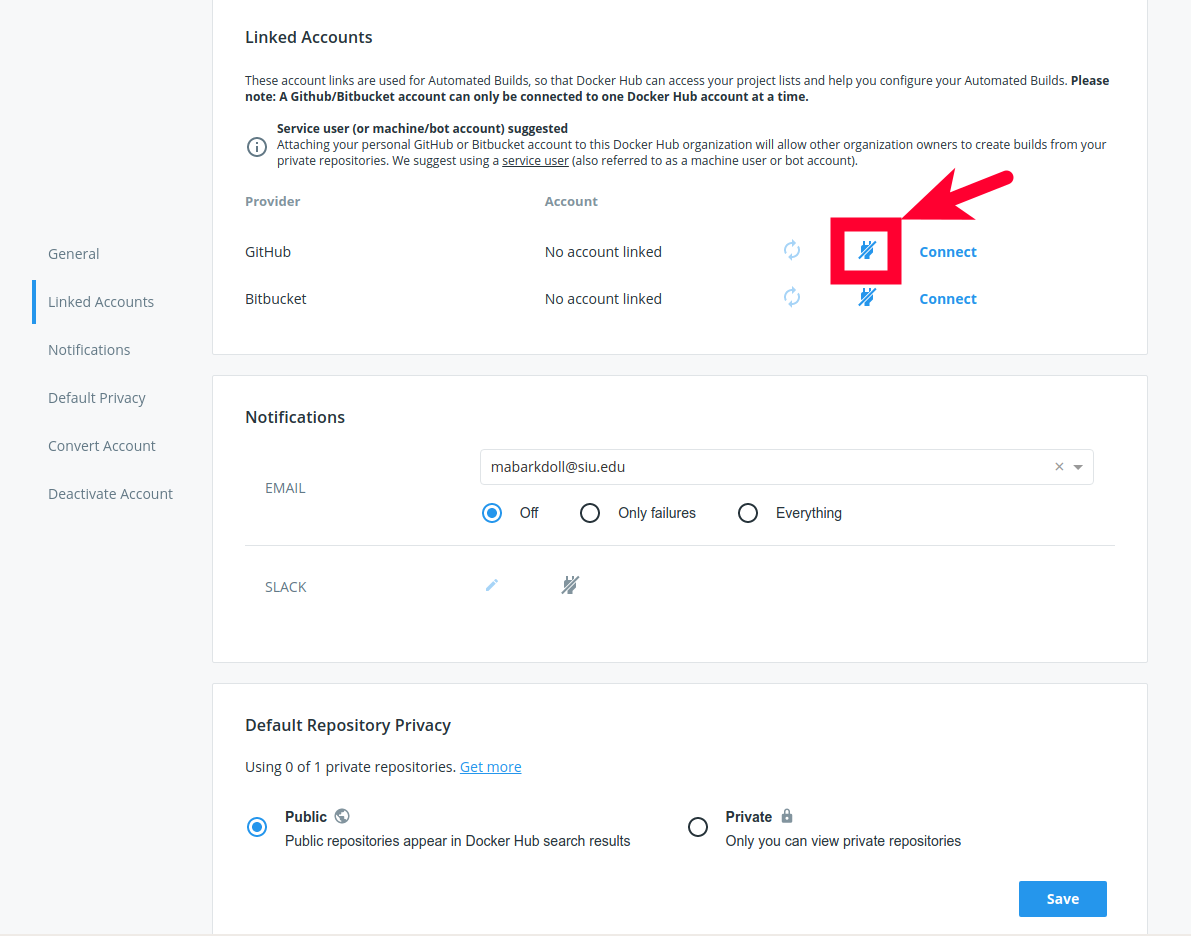 Linked Accounts
These account links are used for Automated Builds, so that Docker Hub can access your project lists and help you configure your Automated Builds. Please
note: A Github/Bitbucket account can only be connected to one Docker Hub account at a time.
Service user (or machine/bot account) suggested
Attaching your personal GitHub or Bitbucket account to this Docker Hub organization will allow other organization owners to create builds from your
private repositories. We suggest using a service user (also referred to as a machine user or bot account).
Provider Account
GitHub No account linked Connect
Bitbucket No account linked Connect
General
Linked Accounts
Notifications
Default Privacy
Convert Account
Deactivate Account
Notifications
EMAIL
mabarkdoll@siu.edu
Off Only failures Everything
SLACK
Default Repository Privacy
Using 0 of 1 private repositories. Get more
Public
Public repositories appear in Docker Hub search results
Private
Only you can view private repositories
Save